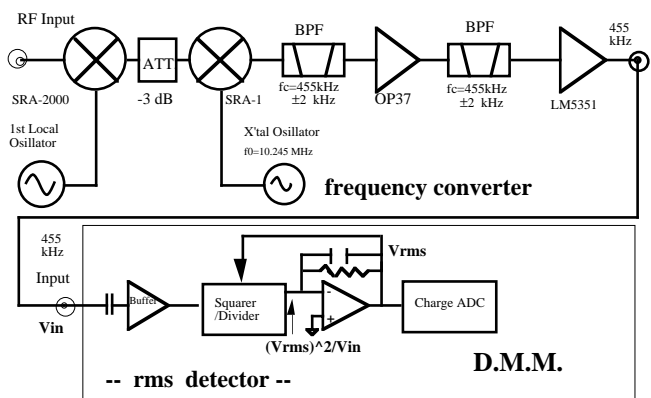 RF Input
BPF
BPF
455
kHz
ATT
fc=455kHz
±2 kHz
fc=455kHz
±2 kHz
SRA-2000
-3 dB
SRA-1
OP37
LM5351
1st Local
Osillator
X'tal Osillator
f0=10.245 MHz
frequency converter
455
kHz
Input
Vin
Vrms
Buffer
Squarer
/Divider
-
+
Charge ADC
(Vrms)^2/Vin
D.M.M.
-- rms detector --